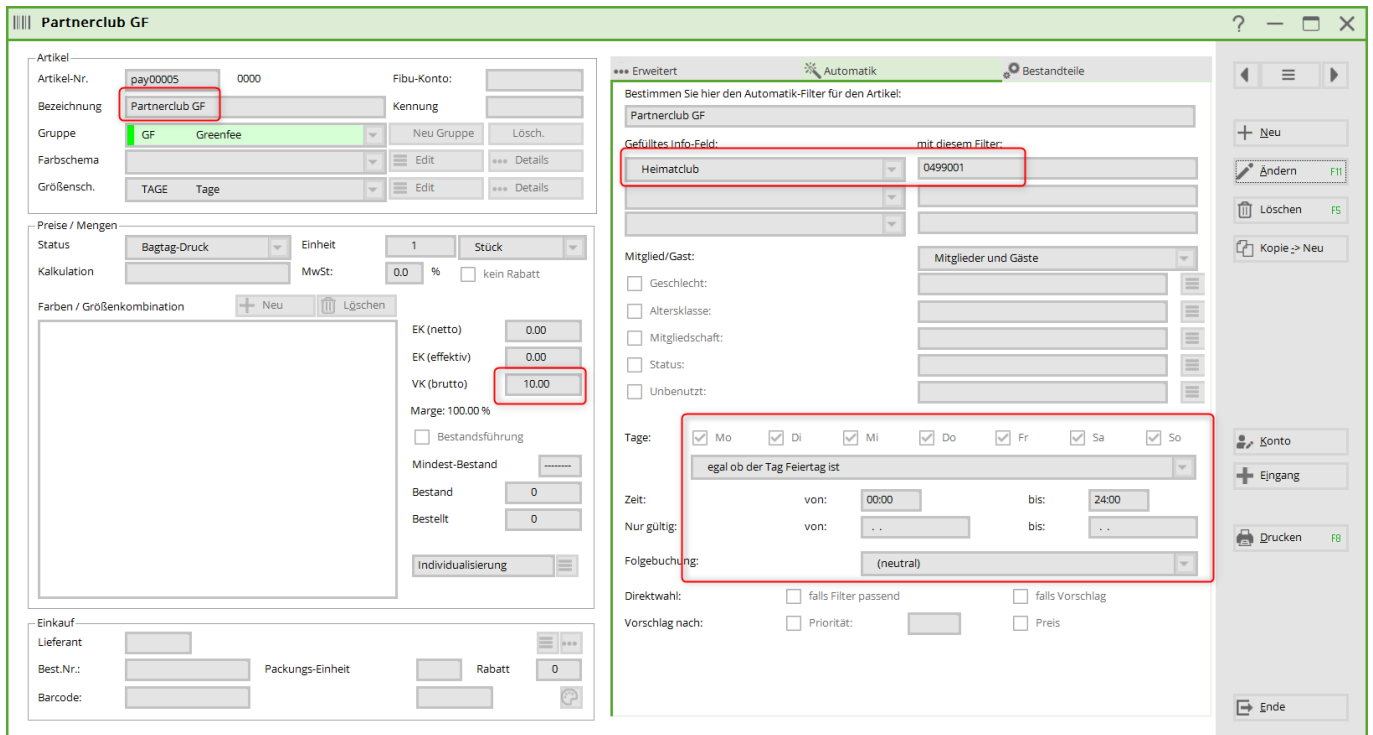 Partnerclub GF
?
Artikel
Artikel-Nr. pay00005 0000 Fibu-Konto:
Bezeichnung Partnerclub GF Kennung
Gruppe GF Greenfee Neu Gruppe Lösch.
Farbschema Edit Details
Größensch. TAGE Tage Edit Details
Preise / Mengen
Status Bagtag-Druck Einheit 1 Stück
Kalkulation MwSt: 0.0 % kein Rabatt
Farben / Größenkombination Neu Löschen
EK (netto) 0.00
EK (effektiv) 0.00
VK (brutto) 10.00
Marge: 100.00 %
Bestandsführung
Mindest-Bestand --------
Bestand 0
Bestellt 0
Individualisierung
Einkauf
Lieferant
Best.Nr.: Packungs-Einheit Rabatt 0
Barcode:
Erweitert Automatik Bestandteile
Bestimmen Sie hier den Automatik-Filter für den Artikel:
Partnerclub GF
Gefülltes Info-Feld: mit diesem Filter:
Heimatclub 0499001
Mitglied/Gast: Mitglieder und Gäste
Geschlecht:
Altersklasse:
Mitgliedschaft:
Status:
Unbenutzt:
Tage: Mo Di Mi Do Fr Sa So
egal ob der Tag Feiertag ist
Zeit: von: 00:00 bis: 24:00
Nur gültig: von: . . bis: . .
Folgebuchung: (neutral)
Direktwahl: falls Filter passend falls Vorschlag
Vorschlag nach: Priorität: Preis
Neu
Ändern F11
Löschen F5
Kopie -> Neu
Konto
Eingang
Drucken F8
Ende